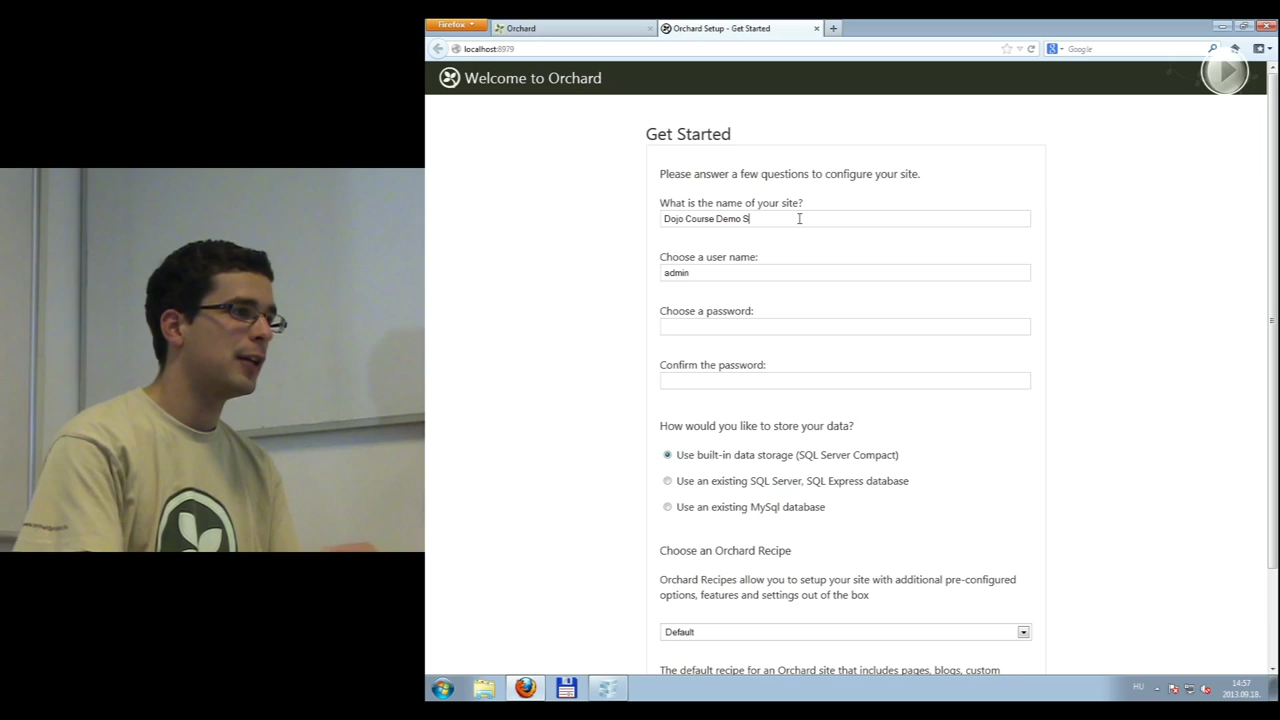 Firefox
Orchard
Orchard Setup - Get Started
localhost:8979
Google
Welcome to Orchard
Get Started
Please answer a few questions to configure your site.
What is the name of your site?
Dojo Course Demo S
Choose a user name:
admin
Choose a password:
Confirm the password:
How would you like to store your data?
Use built-in data storage (SQL Server Compact)
Use an existing SQL Server, SQL Express database
Use an existing MySql database
Choose an Orchard Recipe
Orchard Recipes allow you to setup your site with additional pre-configured
options, features and settings out of the box
Default
The default recipe for an Orchard site that includes pages, blogs, custom
HU
14:57
2013.09.18.